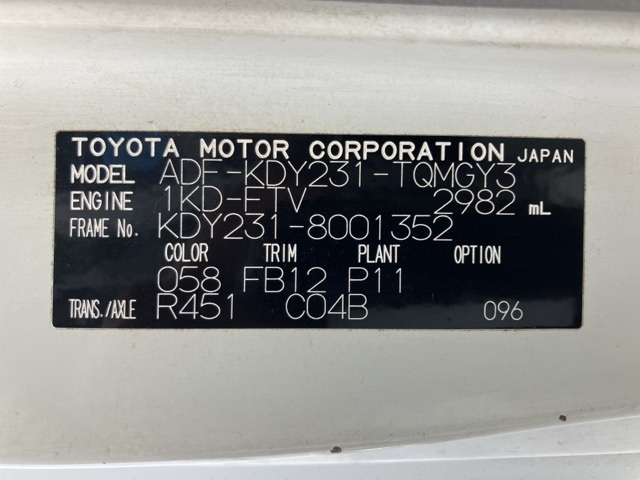 TOYOTA MOTOR CORPORATION JAPAN
MODEL ADF-KDY231-TQMGY3
ENGINE 1KD-FTV 2982 mL
FRAME No. KDY231-8001352
COLOR TRIM PLANT OPTION
058 FB12 P11
TRANS./AXLE R451 C04B 096